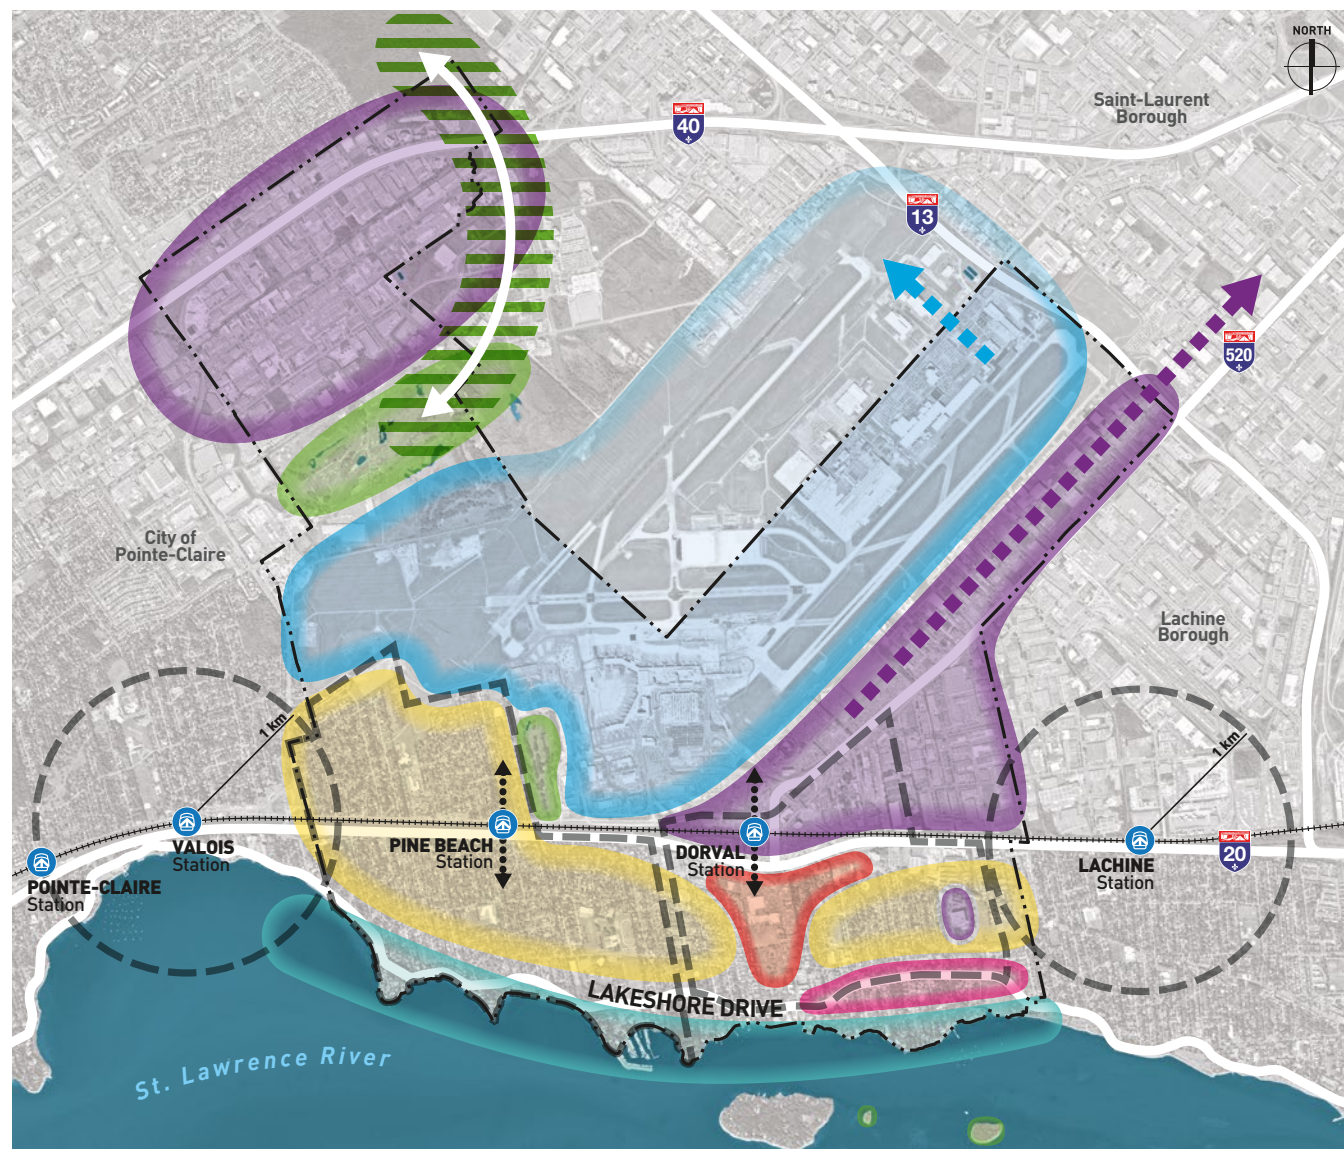 NORTH
Saint-Laurent
Borough
40
13
520
City of
Pointe-Claire
Lachine
Borough
1 km
1 km
VALOIS
Station
PINE BEACH
Station
DORVAL
Station
LACHINE
Station
20
POINTE-CLAIRE
Station
LAKESHORE DRIVE
St. Lawrence River